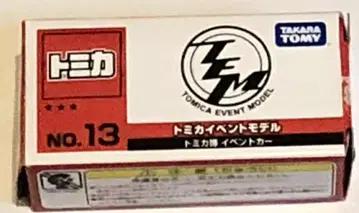 トミカ
TEM
TOMICA EVENT MODEL
TAKARA
TOMY
★★★
NO.13
トミカイベントモデル
トミカ博 イベントカー